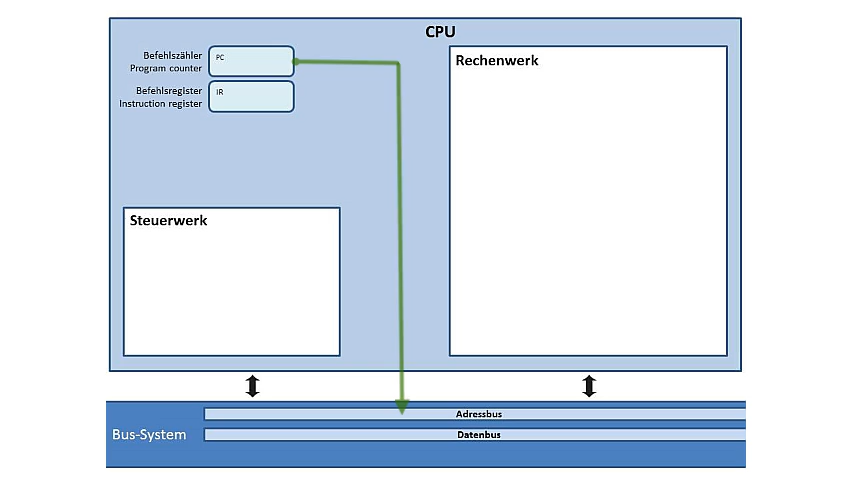 CPU
Befehlszähler
Program counter
PC
Befehlsregister
Instruction register
IR
Rechenwerk
Steuerwerk
Bus-System
Adressbus
Datenbus